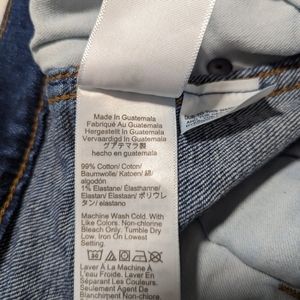 Made In Guatemala
Fabriqué Au Guatemala
Hergestellt In Guatemala
Vervaardigd In Guatemala
グアテマラ製
hecho en guatemala
99% Cotton/ Coton/
Baumwolle/ Katoen/ 綿/
algodón
1% Elastane/ Élasthanne/
Elastan/ Elastaan/ ポリウレ
タン/ elastano
Machine Wash Cold. With
Like Colors. Non-chlorine
Bleach Only. Tumble Dry
Low. Iron On Lowest
Setting.
30
Laver À La Machine À
L'eau Froide. Laver En
Séparant Les Couleurs.
Seulement Agent De
Blanchiment Non-chloré.